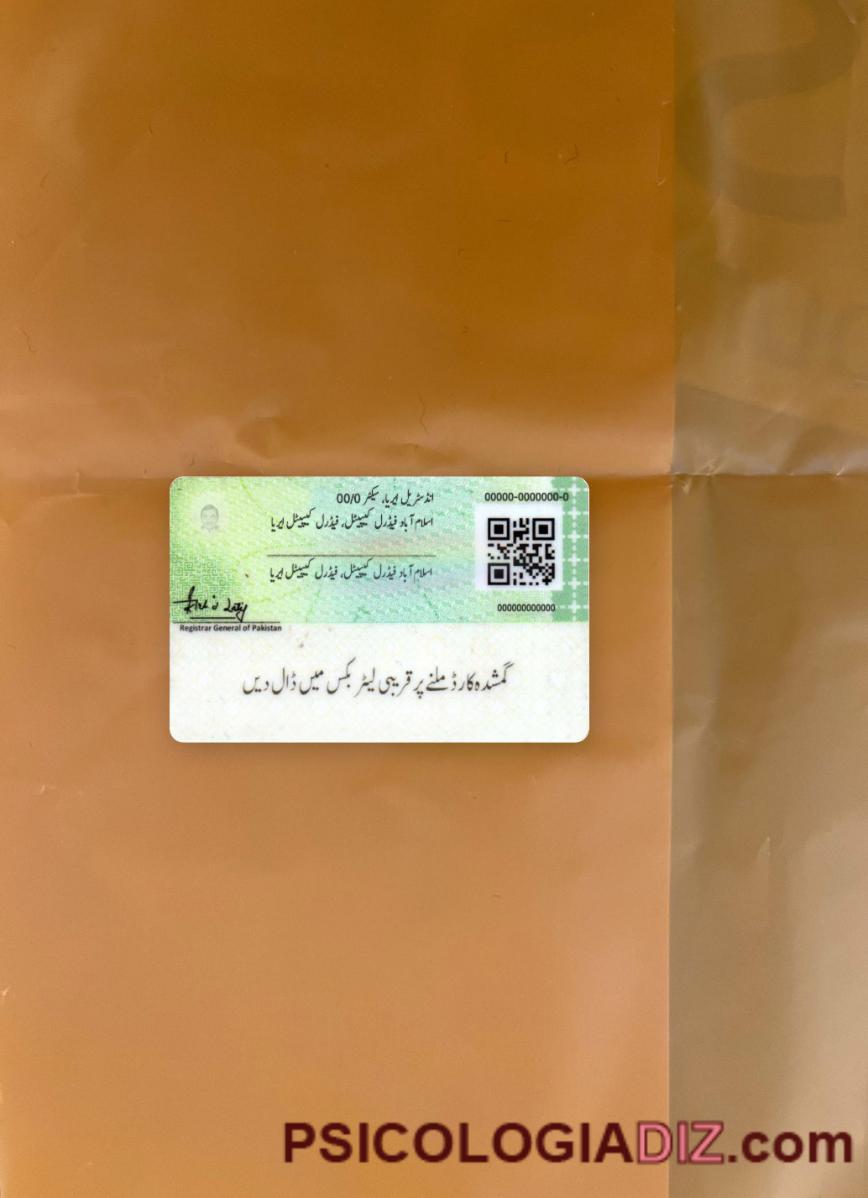 انڈسٹریل ایریا، سیکٹر 00/0
اسلام آباد فیڈرل کیپیٹل، فیڈرل کیپیٹل ایریا
اسلام آباد فیڈرل کیپیٹل، فیڈرل کیپیٹل ایریا
00000-0000000-0
000000000000
Registrar General of Pakistan
گمشدہ کارڈ ملنے پر قریبی لیٹر بکس میں ڈال دیں
PSICOLOGIADIZ.com